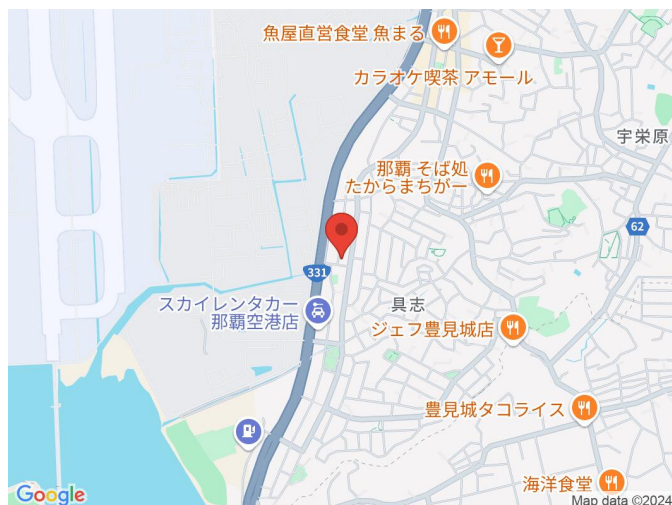 魚屋直営食堂 魚まる
カラオケ喫茶 アモール
宇栄原
那覇 そば処
たからまちがー
62
331
スカイレンタカー
那覇空港店
具志
ジェフ豊見城店
豊見城タコライス
海洋食堂
Google
Map data ©2024